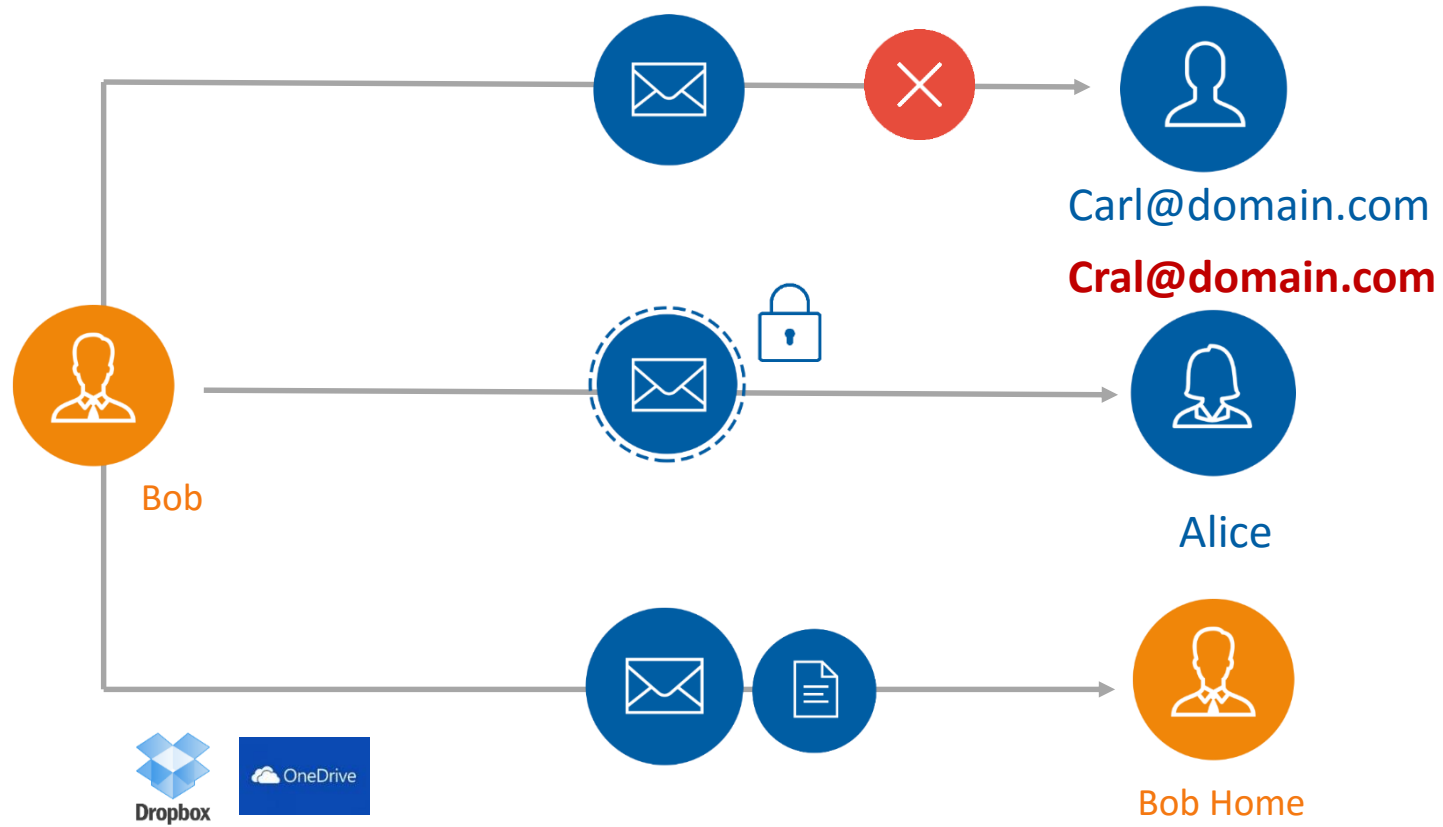 Carl@domain.com
Cral@domain.com
Bob
Alice
Dropbox
OneDrive
Bob Home